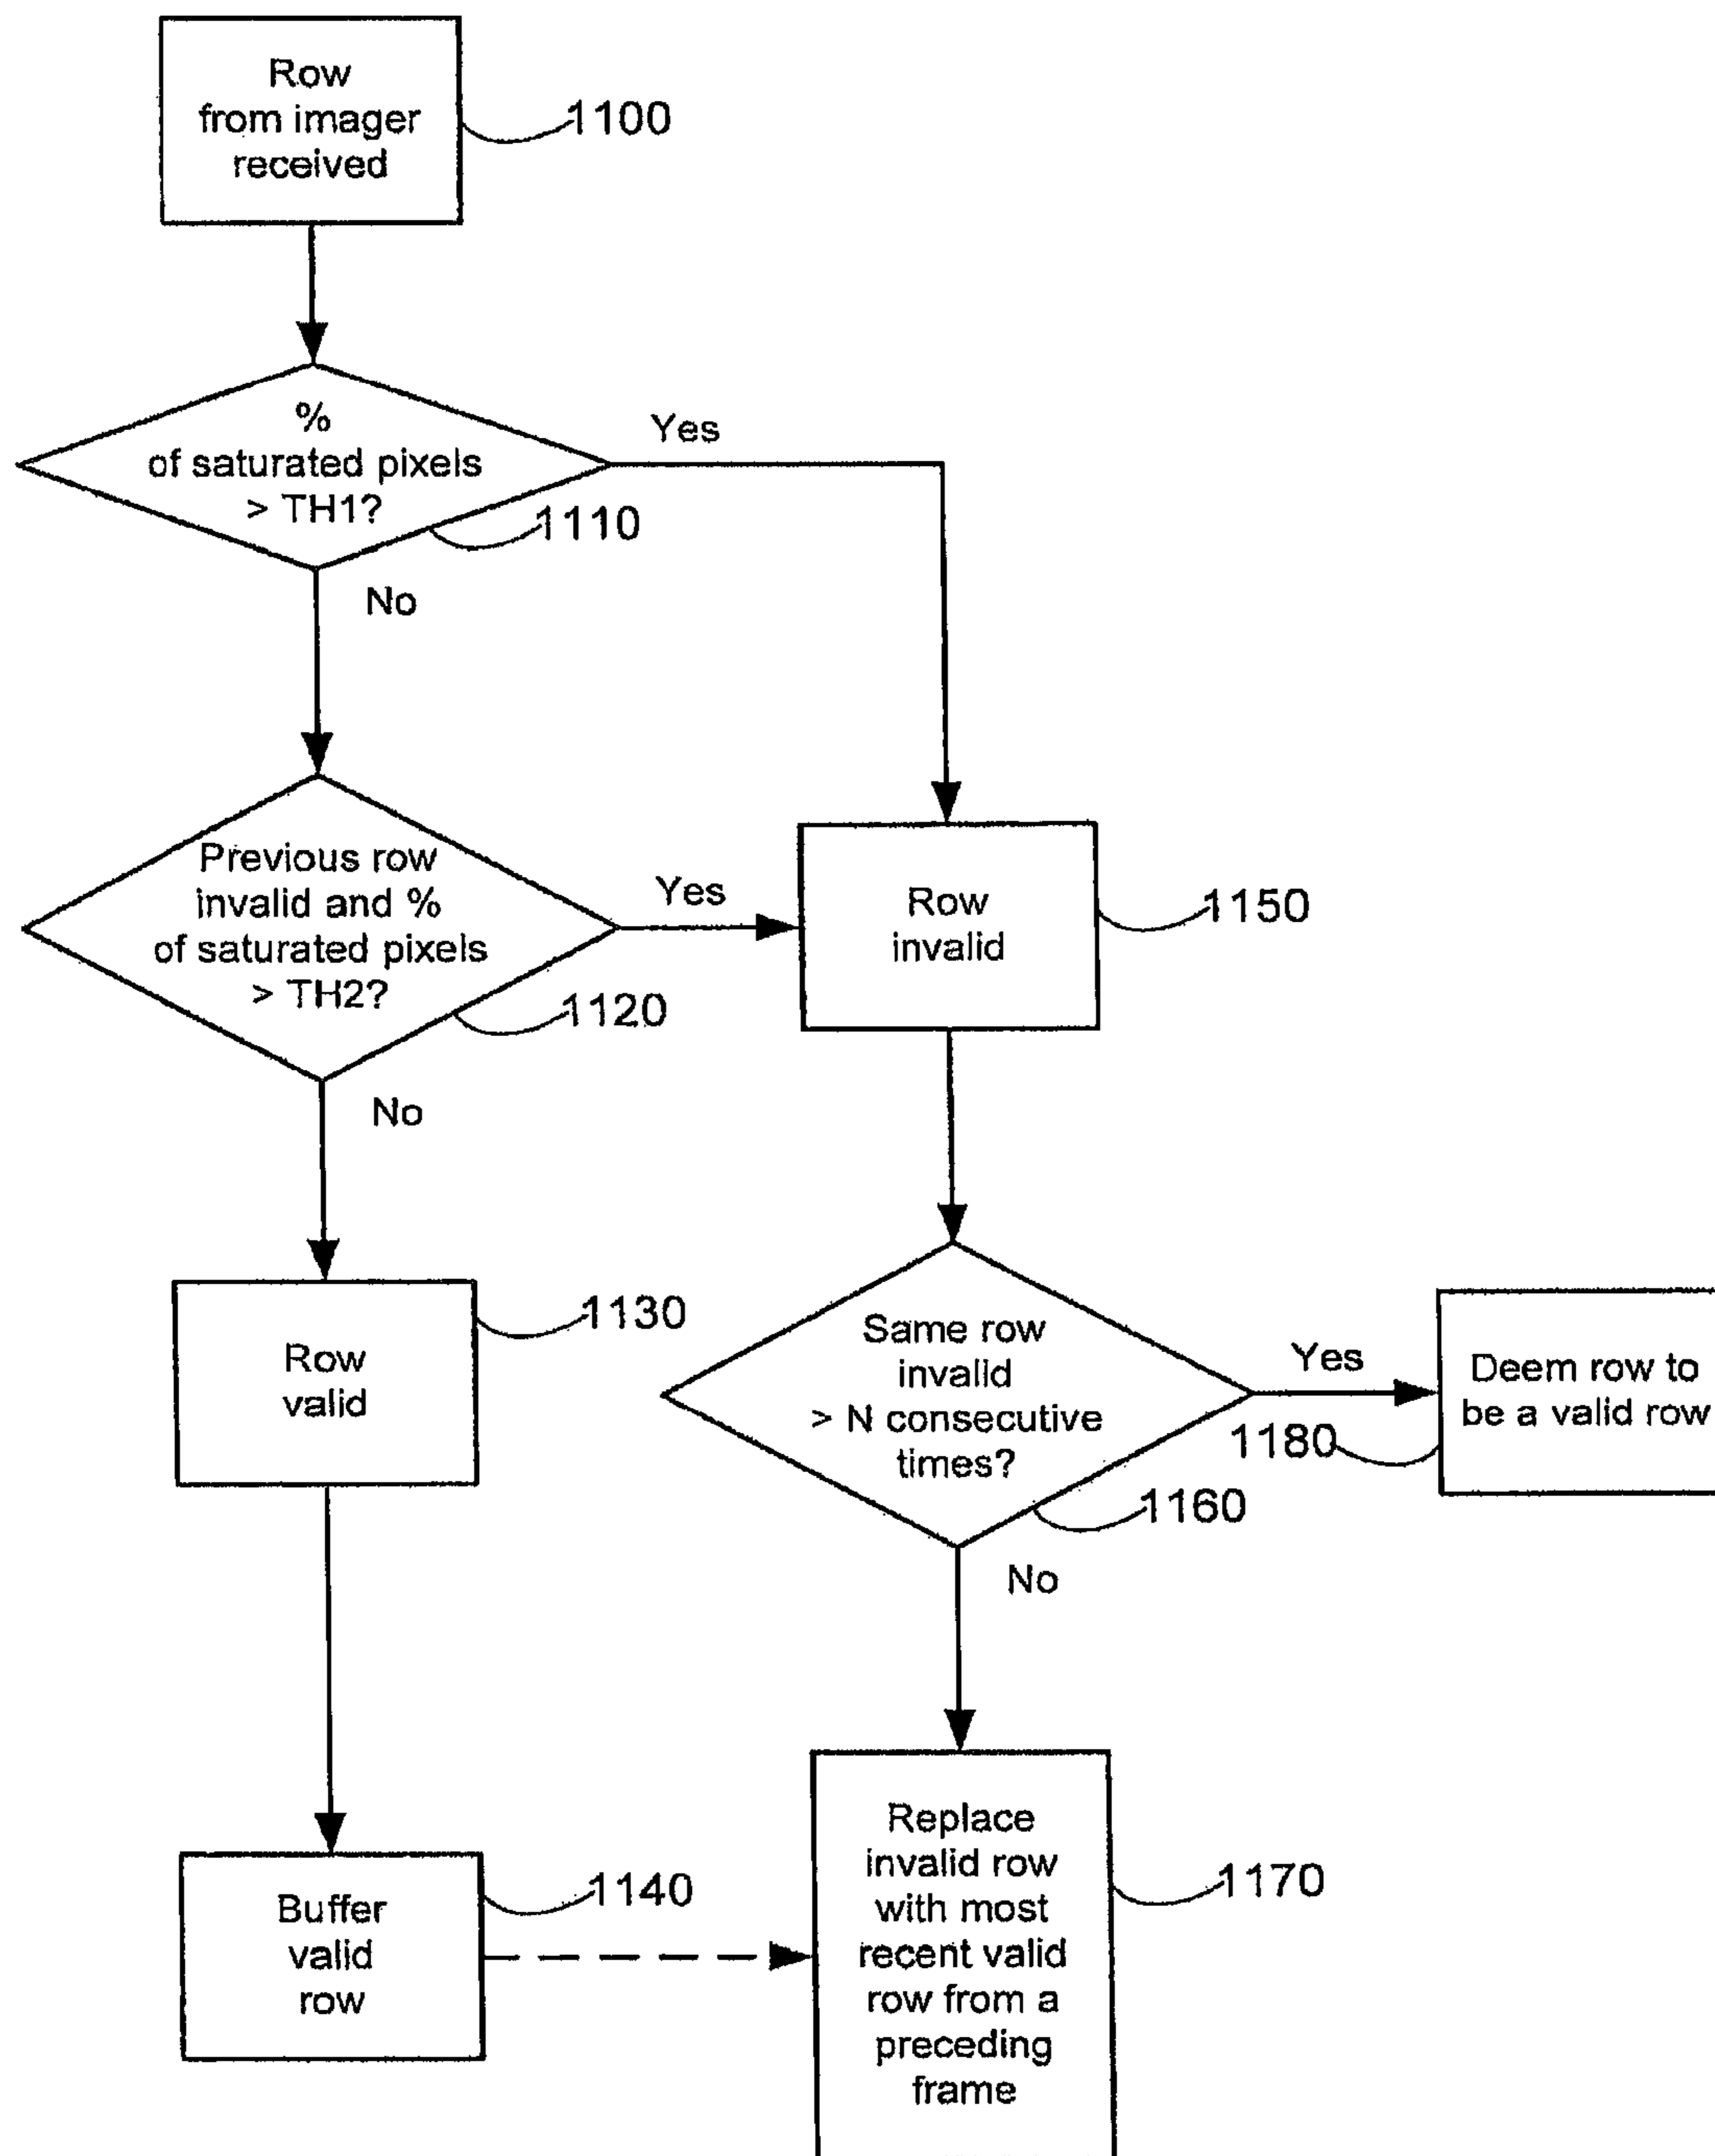 Row
from imager
received
1100
%
of saturated pixels
> TH1?
1110
Yes
No
Previous row
invalid and %
of saturated pixels
> TH2?
1120
Yes
No
Row
invalid
1150
Row
valid
1130
Same row
invalid
> N consecutive
times?
1160
Yes
No
Deem row to
be a valid row
1180
Buffer
valid
row
1140
Replace
invalid row
with most
recent valid
row from a
preceding
frame
1170